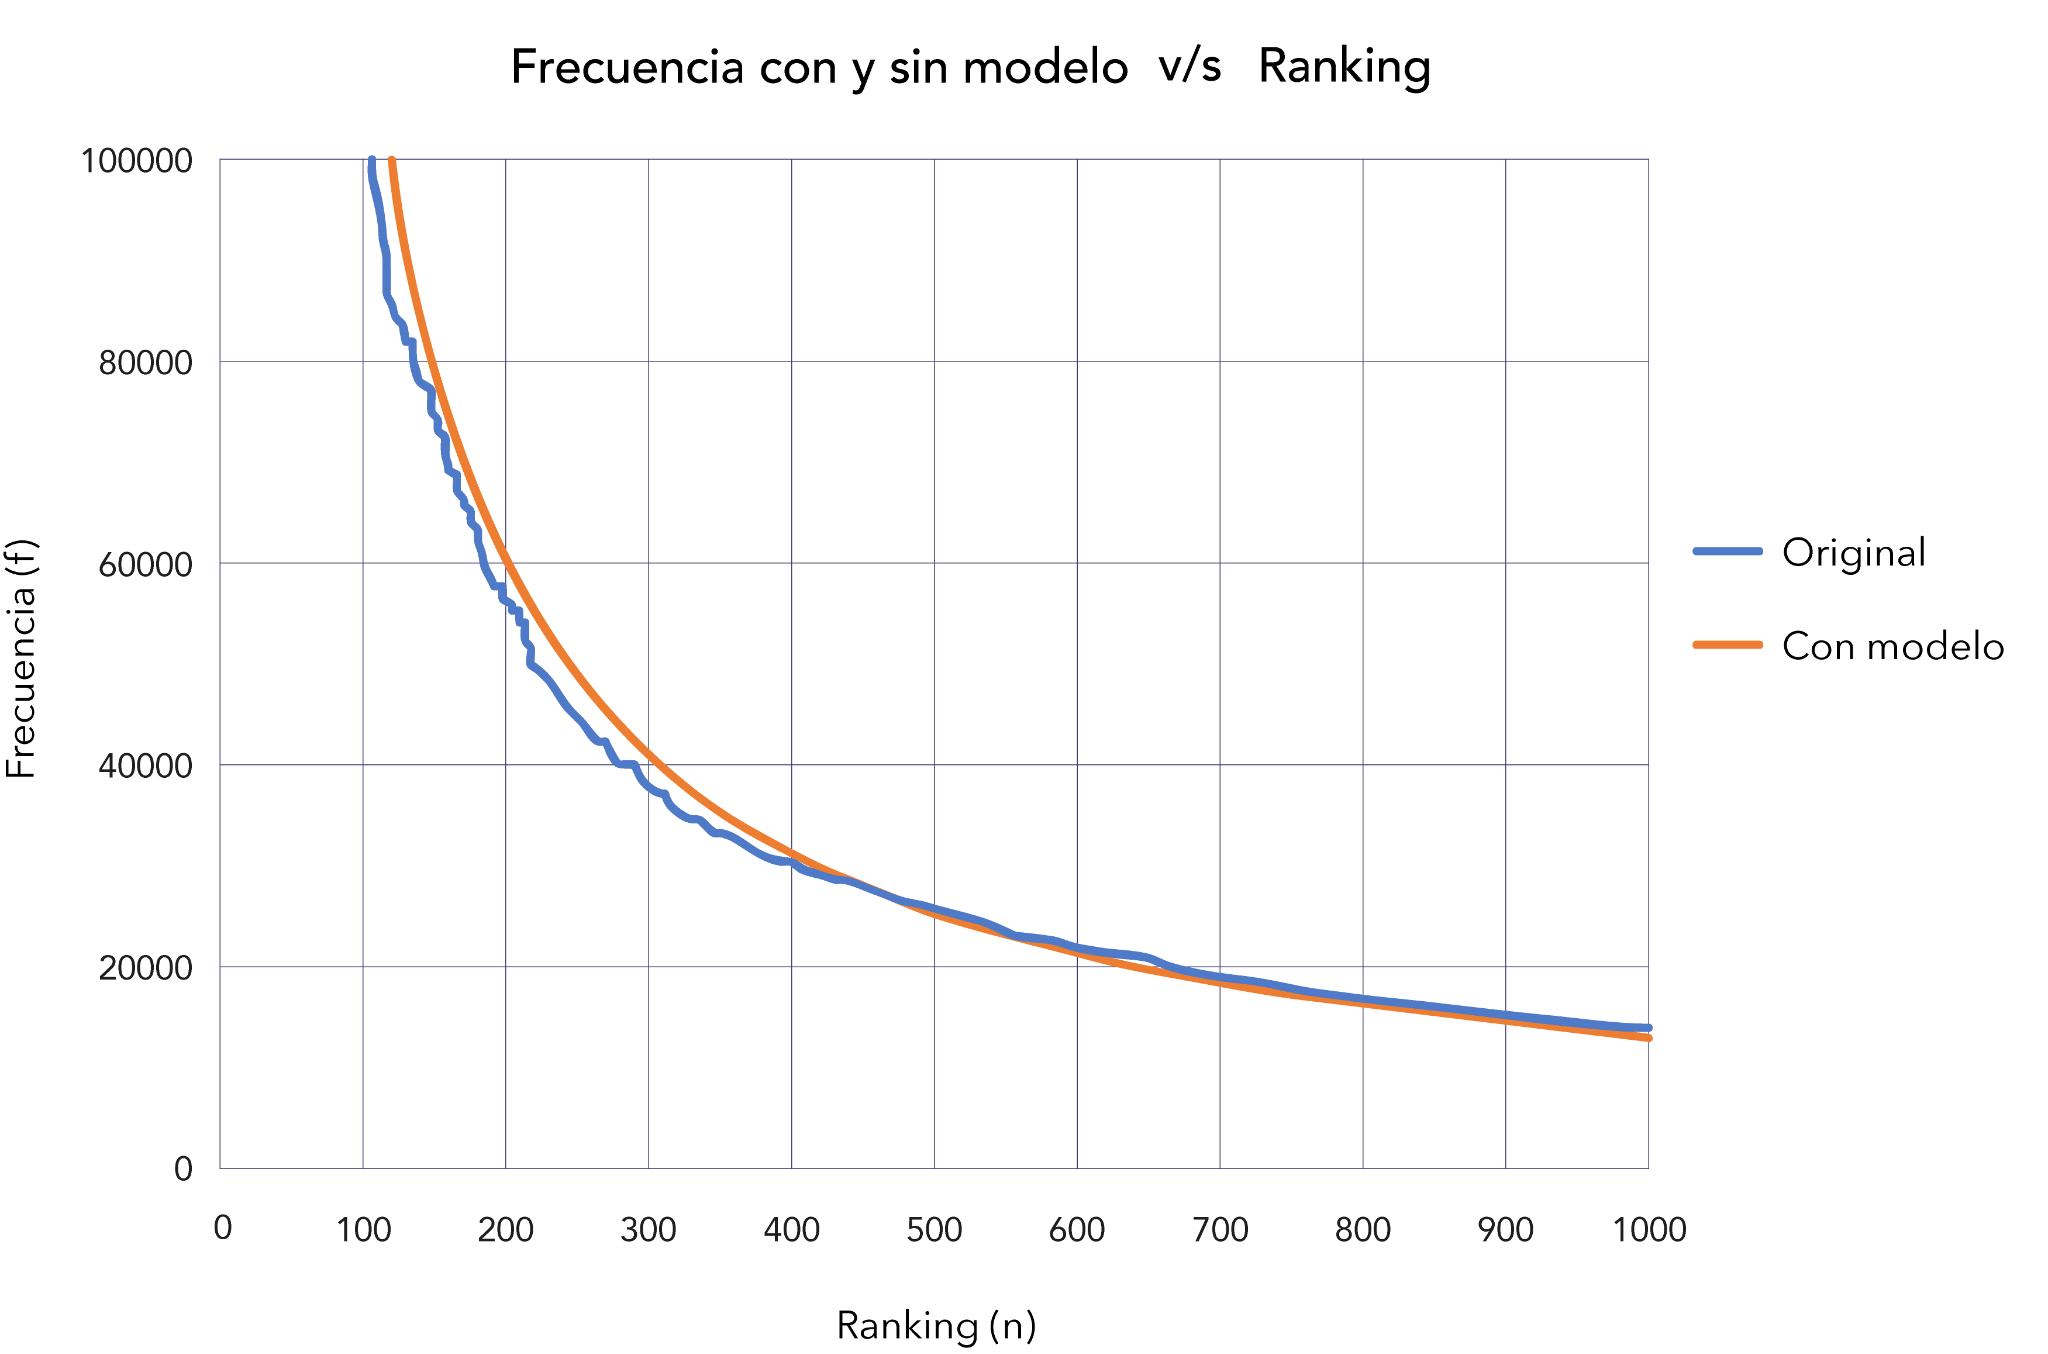 Frecuencia con y sin modelo v/s Ranking
100000
80000
60000
40000
20000
0
Frecuencia (f)
0 100 200 300 400 500 600 700 800 900 1000
Ranking (n)
Original
Con modelo